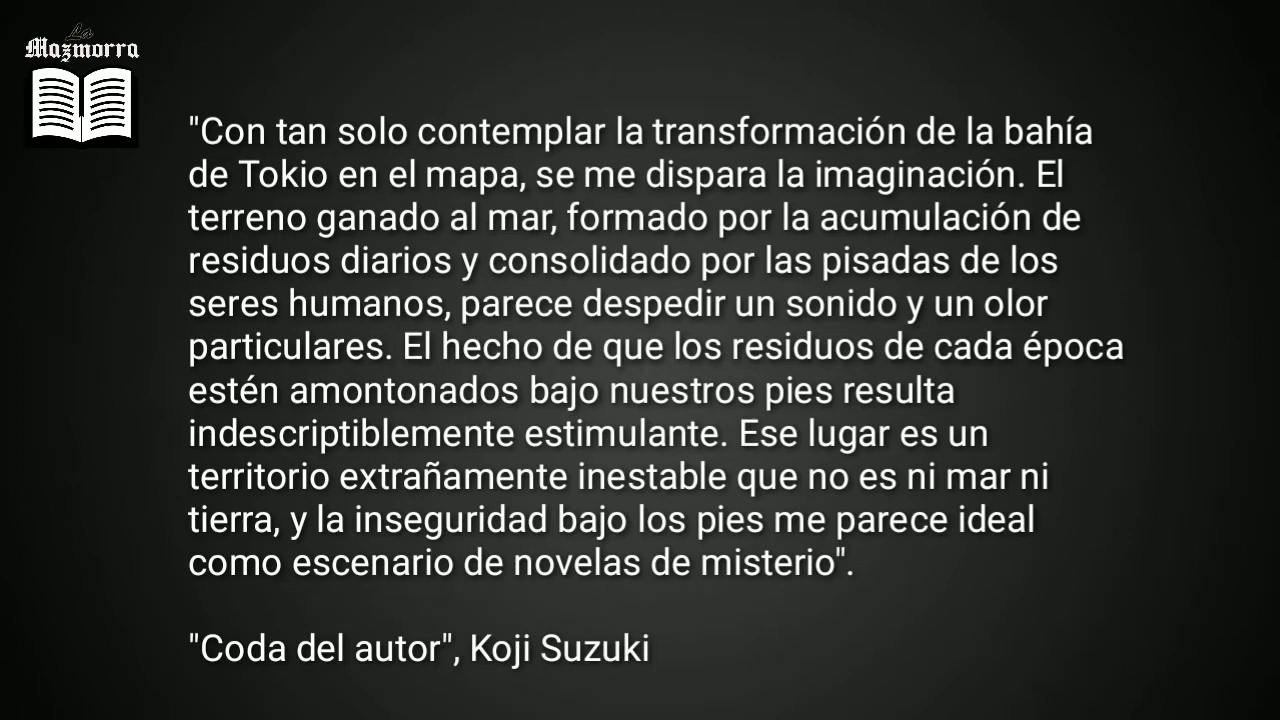 La
Mazmorra
"Con tan solo contemplar la transformación de la bahía
de Tokio en el mapa, se me dispara la imaginación. El
terreno ganado al mar, formado por la acumulación de
residuos diarios y consolidado por las pisadas de los
seres humanos, parece despedir un sonido y un olor
particulares. El hecho de que los residuos de cada época
estén amontonados bajo nuestros pies resulta
indescriptiblemente estimulante. Ese lugar es un
territorio extrañamente inestable que no es ni mar ni
tierra, y la inseguridad bajo los pies me parece ideal
como escenario de novelas de misterio".
"Coda del autor", Koji Suzuki